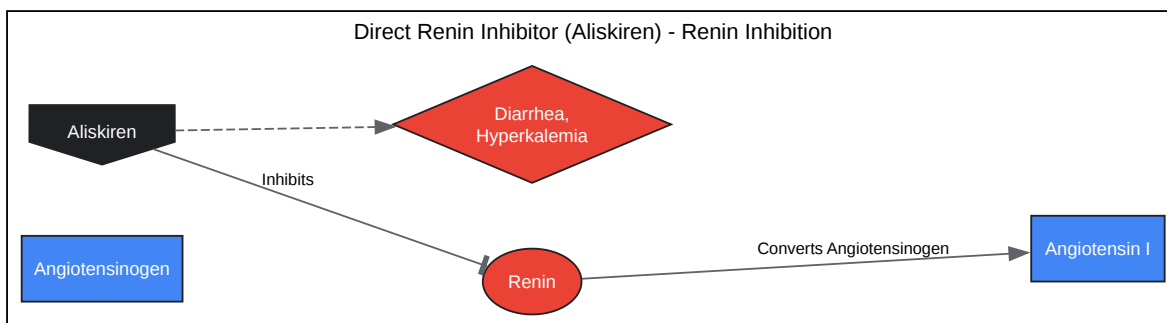 Direct Renin Inhibitor (Aliskiren) - Renin Inhibition
Aliskiren
Diarrhea,
Hyperkalemia
Inhibits
Angiotensinogen
Renin
Converts Angiotensinogen
Angiotensin I